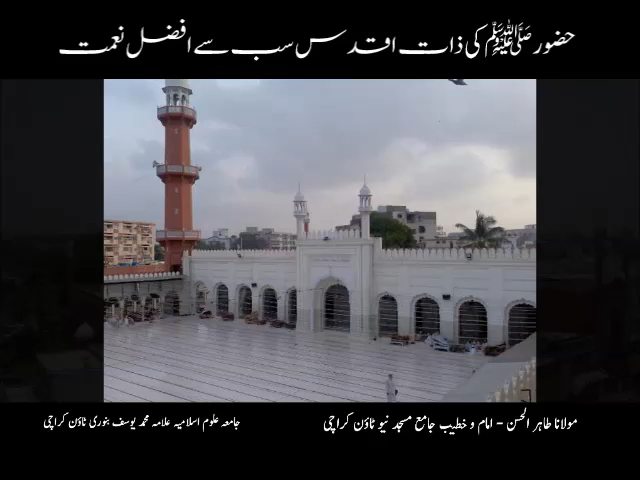 حضور ﷺ کی ذات اقدس سب سے افضل نعمت
مولانا طاہر الحسن - امام و خطیب جامع مسجد نیو ٹاؤن کراچی
جامعہ علوم اسلامیہ علامہ محمد یوسف بنوری ٹاؤن کراچی